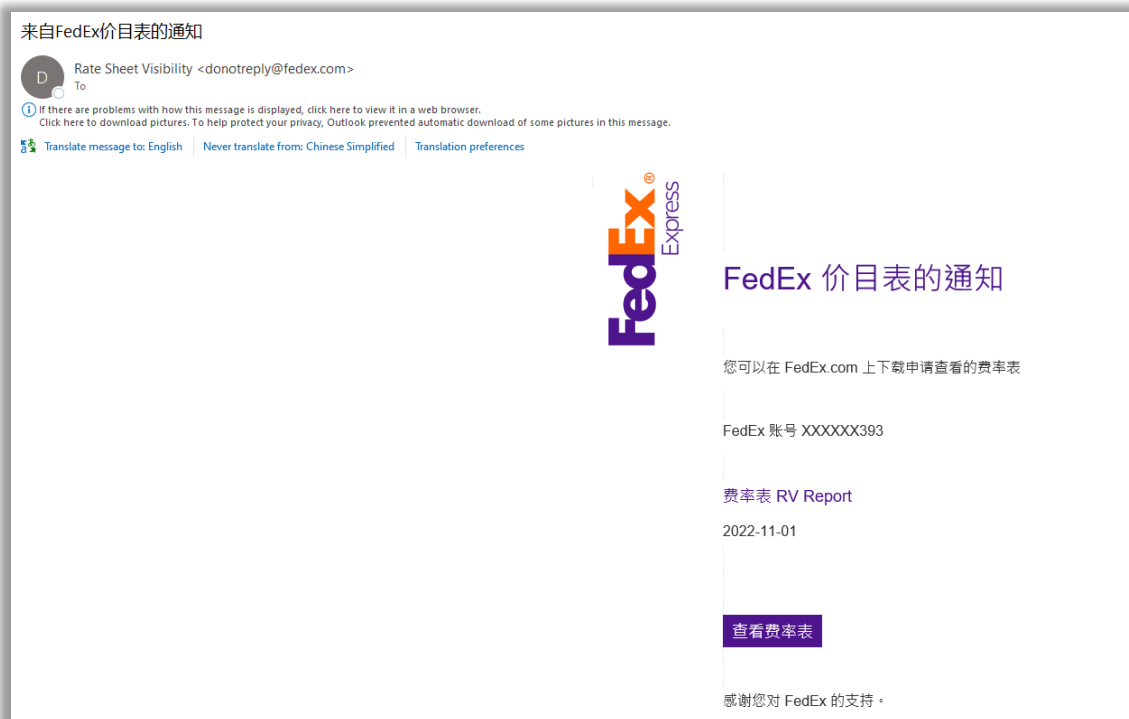 来自FedEx价目表的通知
D
Rate Sheet Visibility <donotreply@fedex.com>
To
If there are problems with how this message is displayed, click here to view it in a web browser.
Click here to download pictures. To help protect your privacy, Outlook prevented automatic download of some pictures in this message.
Translate message to: English
Never translate from: Chinese Simplified
Translation preferences
FedEx®
Express
FedEx 价目表的通知
您可以在 FedEx.com 上下载申请查看的费率表
FedEx 账号 XXXXXX393
费率表 RV Report
2022-11-01
查看费率表
感谢您对 FedEx 的支持。